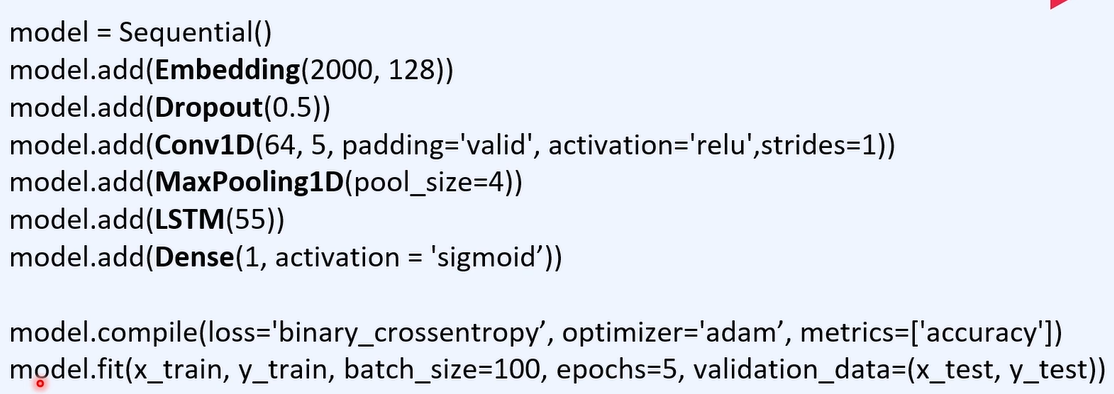 model = Sequential()
model.add(Embedding(2000, 128))
model.add(Dropout(0.5))
model.add(Conv1D(64, 5, padding='valid', activation='relu',strides=1))
model.add(MaxPooling1D(pool_size=4))
model.add(LSTM(55))
model.add(Dense(1, activation = 'sigmoid’))
model.compile(loss='binary_crossentropy’, optimizer='adam’, metrics=['accuracy'])
model.fit(x_train, y_train, batch_size=100, epochs=5, validation_data=(x_test, y_test))